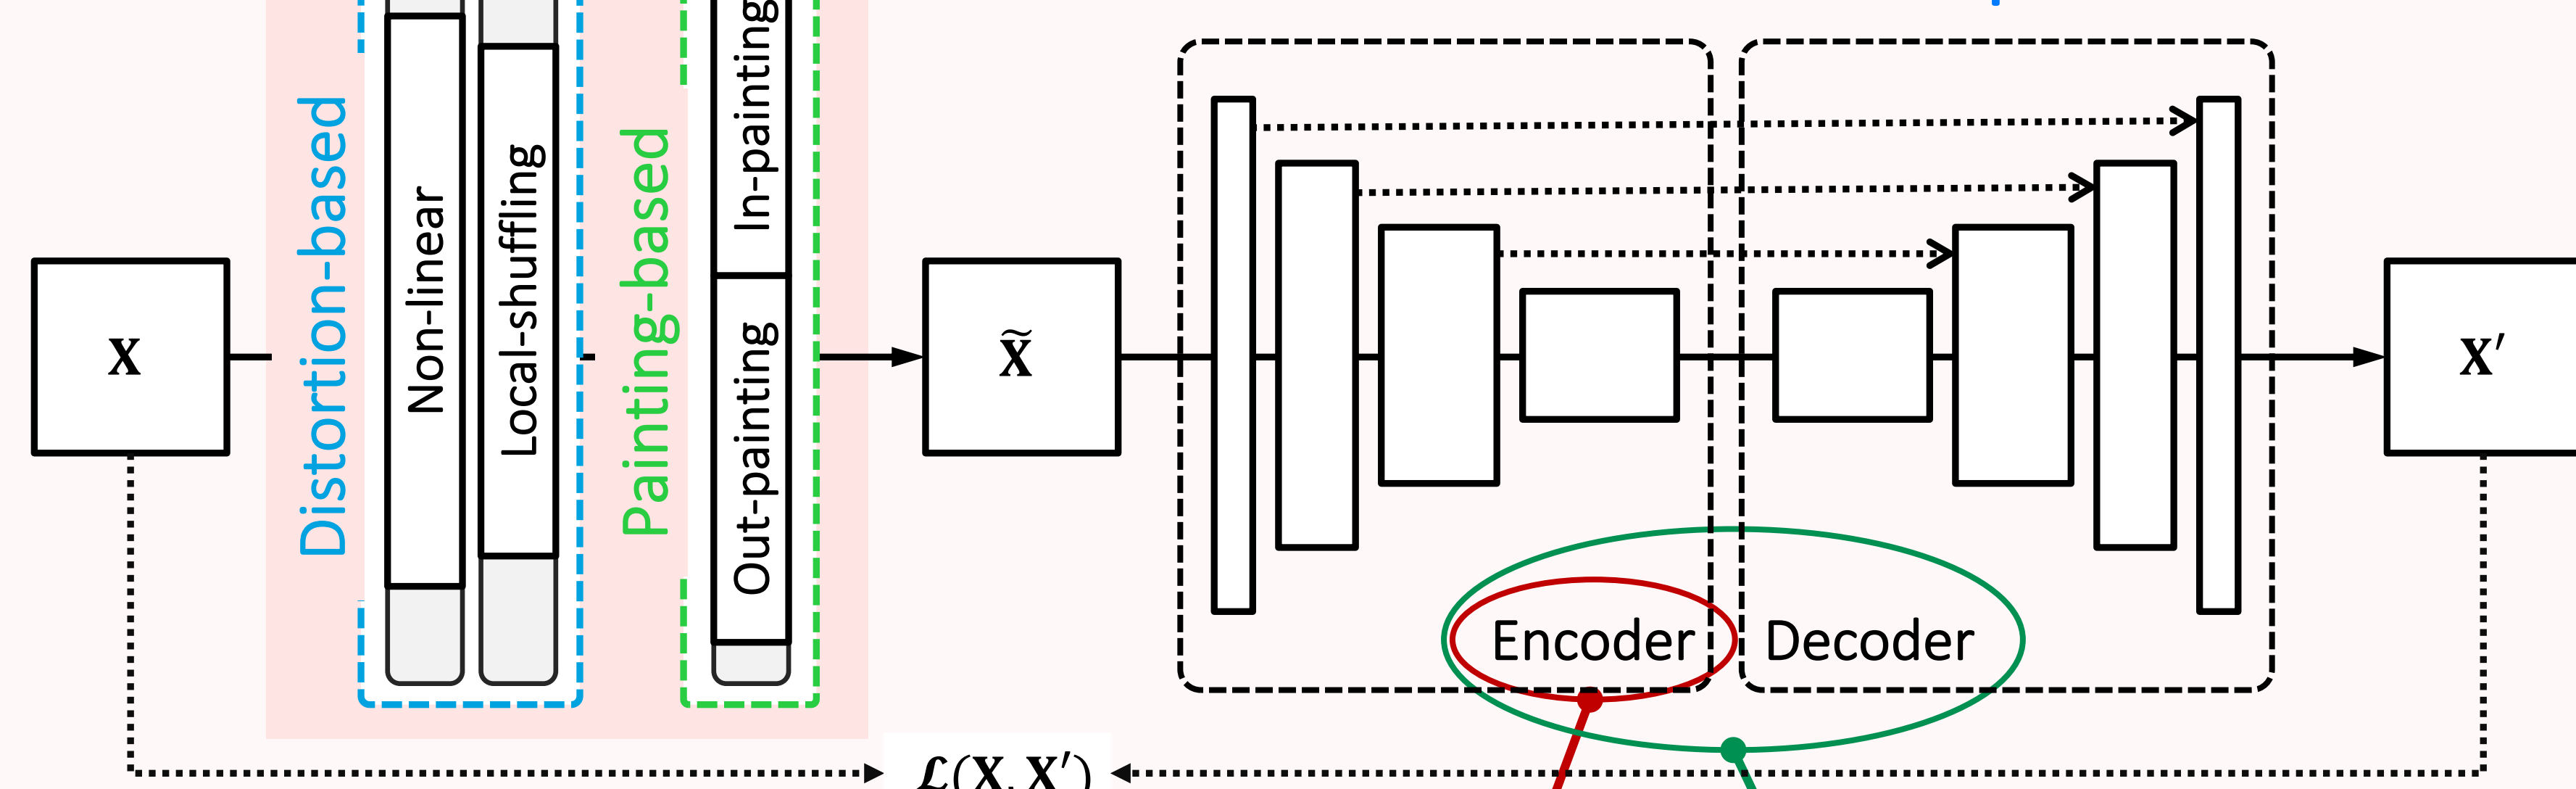 X
Distortion-based
Non-linear
Local-shuffling
Painting-based
In-painting
Out-painting
X̃
Encoder
Decoder
X′
ℒ(X, X′)